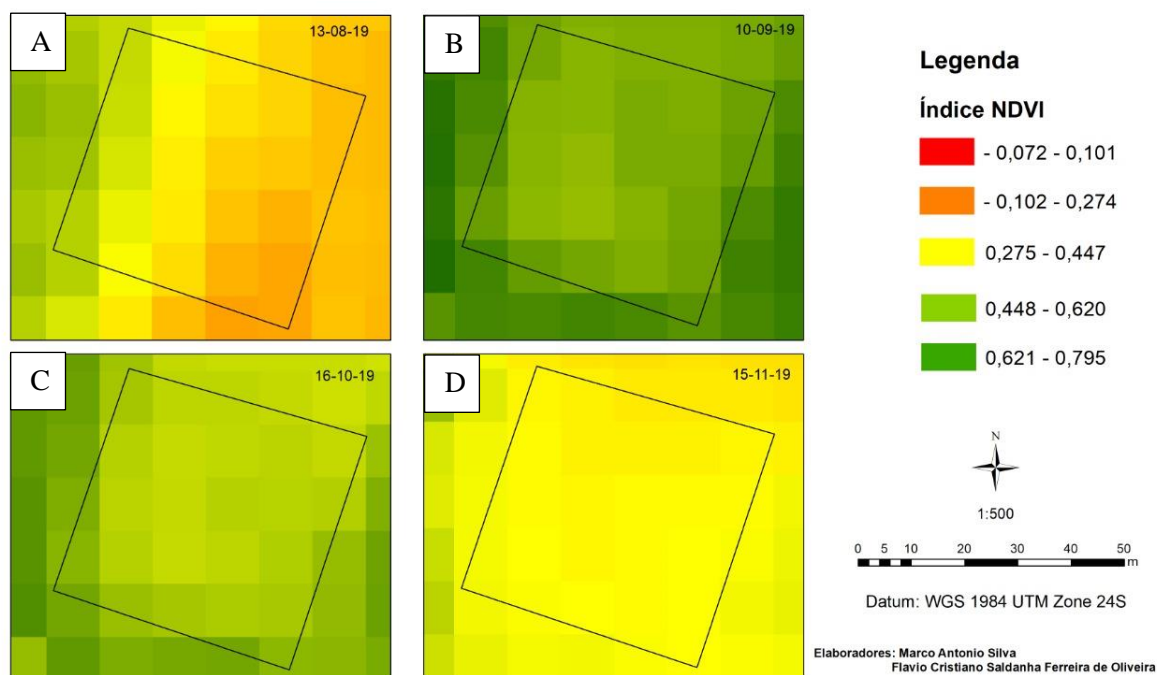 A
13-08-19
B
10-09-19
C
16-10-19
D
15-11-19
Legenda
Índice NDVI
- 0,072 - 0,101
- 0,102 - 0,274
0,275 - 0,447
0,448 - 0,620
0,621 - 0,795
N
1:500
0 5 10 20 30 40 50
m
Datum: WGS 1984 UTM Zone 24S
Elaboradores: Marco Antonio Silva
Flavio Cristiano Saldanha Ferreira de Oliveira